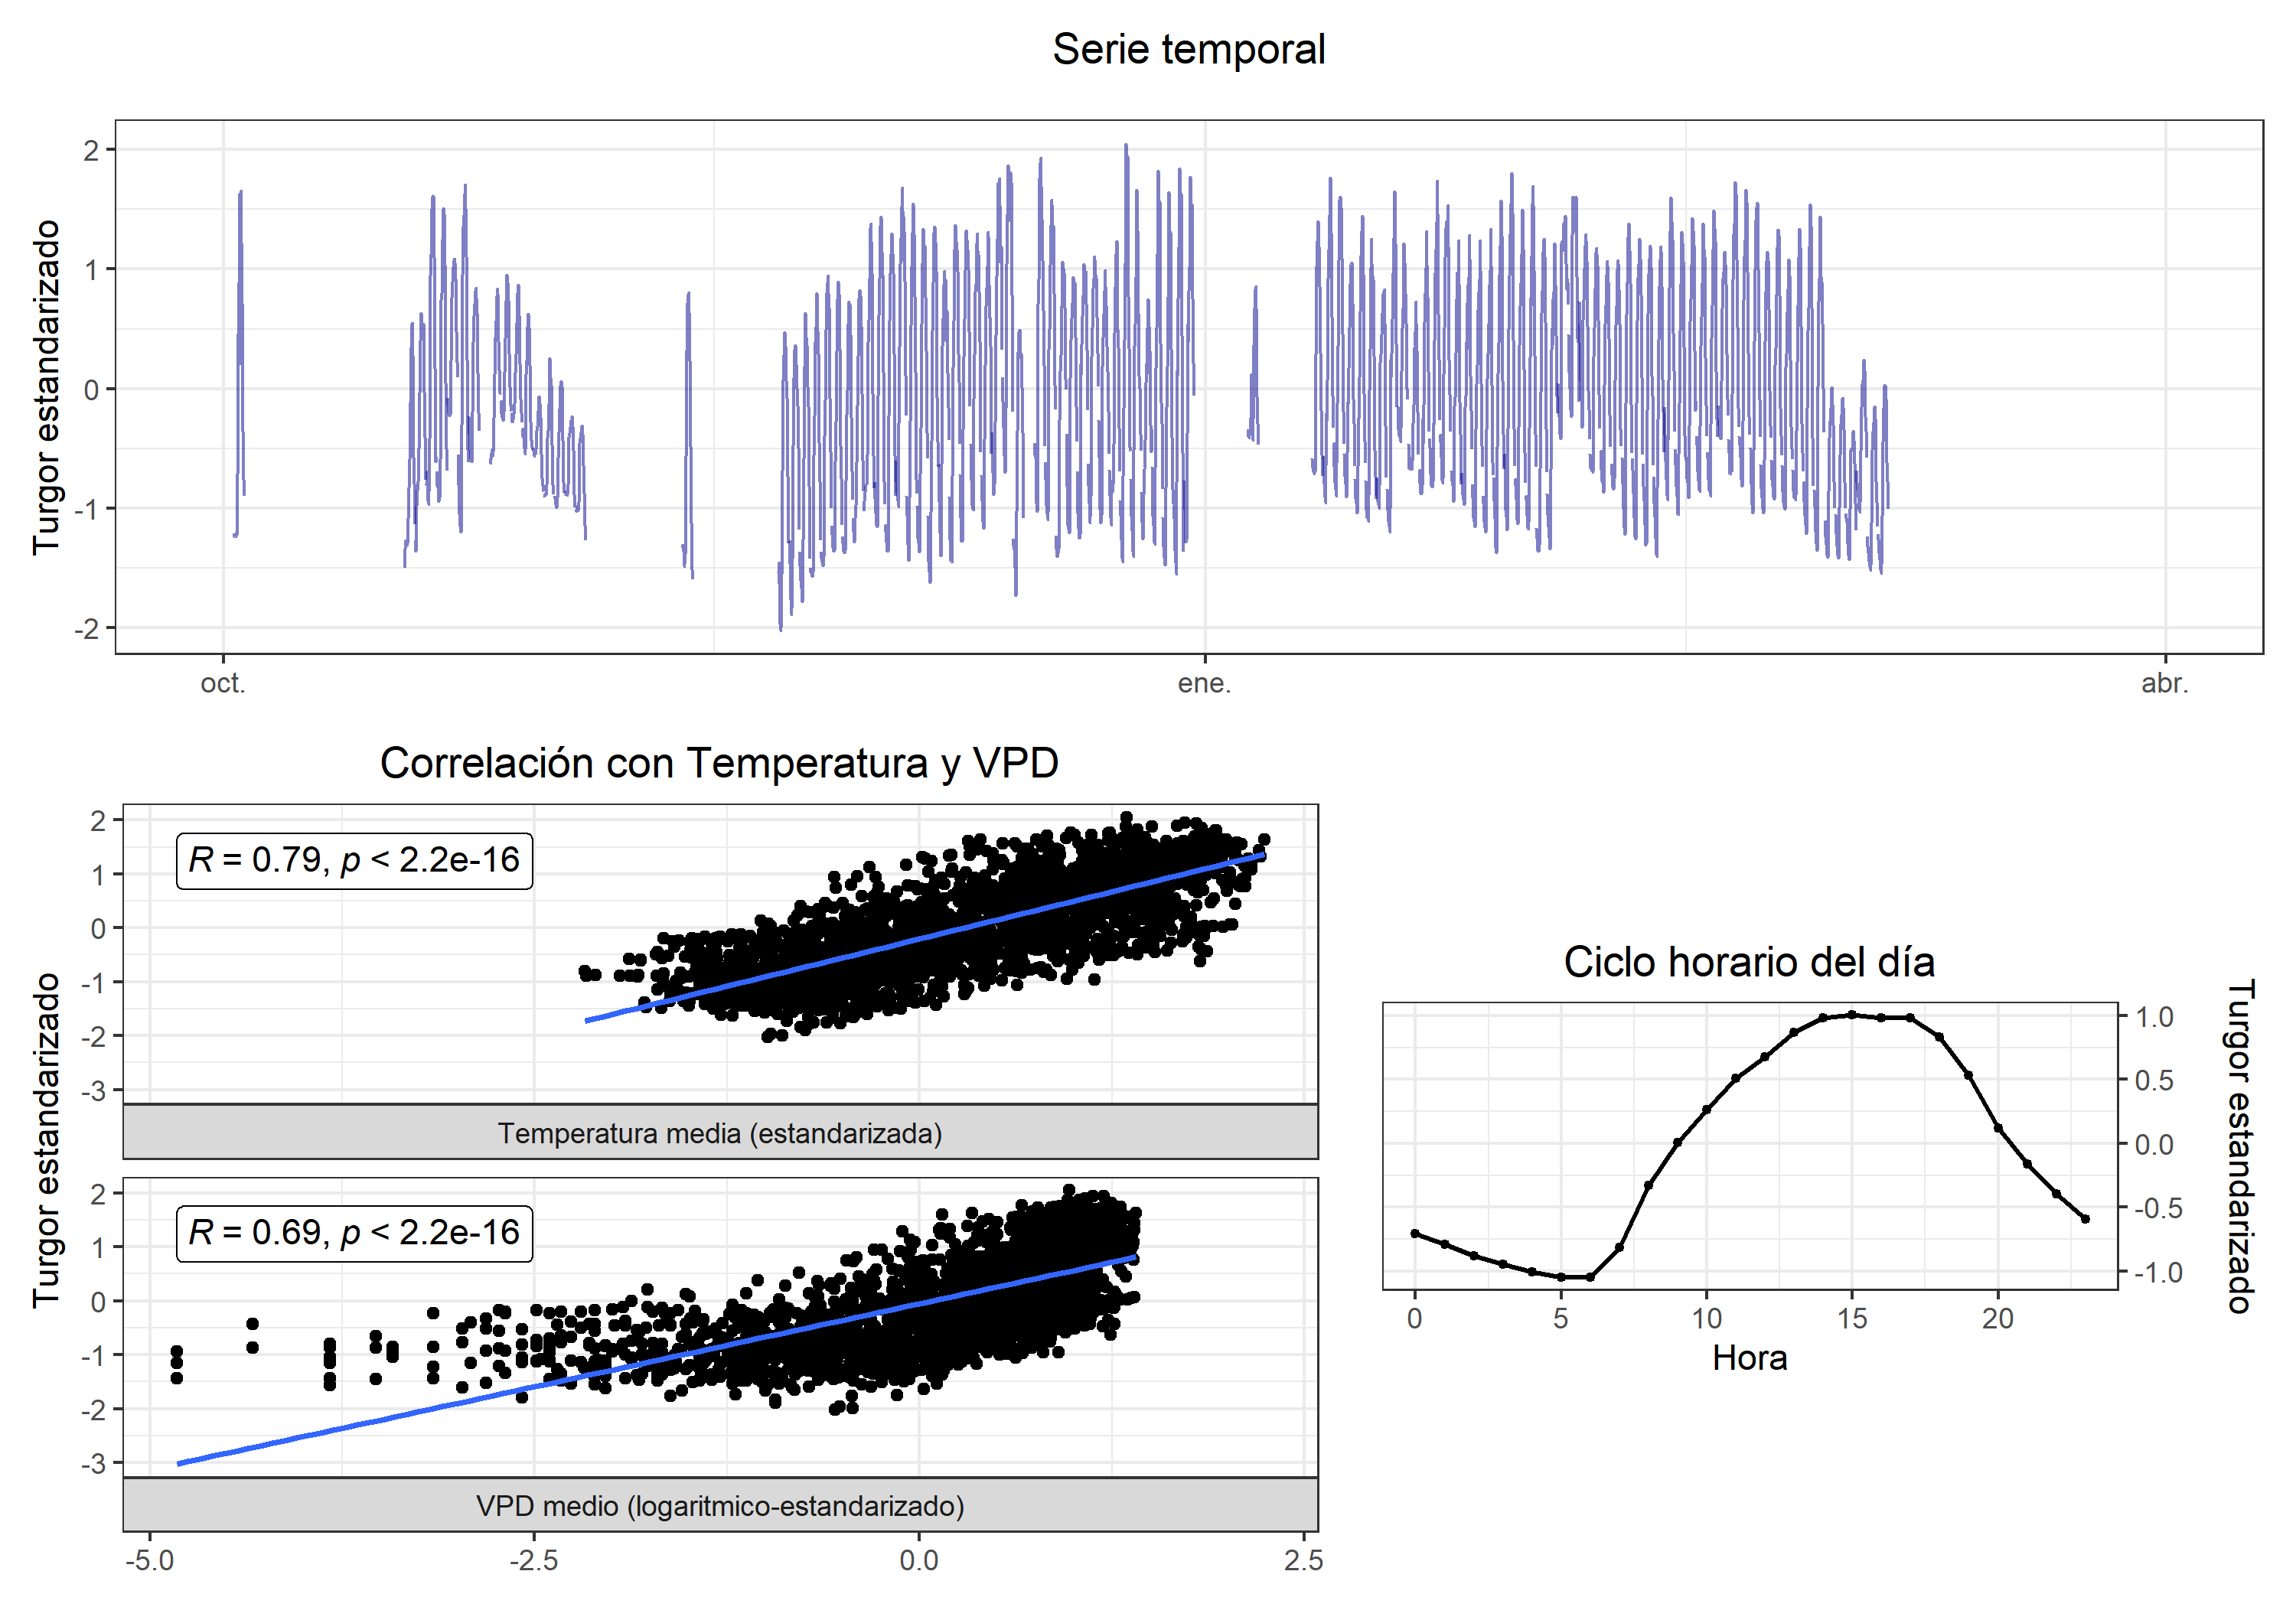 Serie temporal
Turgor estandarizado
2
1
0
-1
-2
oct.
ene.
abr.
Correlación con Temperatura y VPD
Turgor estandarizado
2
1
0
-1
-2
-3
R = 0.79, p < 2.2e-16
Temperatura media (estandarizada)
2
1
0
-1
-2
-3
R = 0.69, p < 2.2e-16
VPD medio (logaritmico-estandarizado)
-5.0
-2.5
0.0
2.5
Ciclo horario del día
1.0
0.5
0.0
-0.5
-1.0
Turgor estandarizado
0
5
10
15
20
Hora